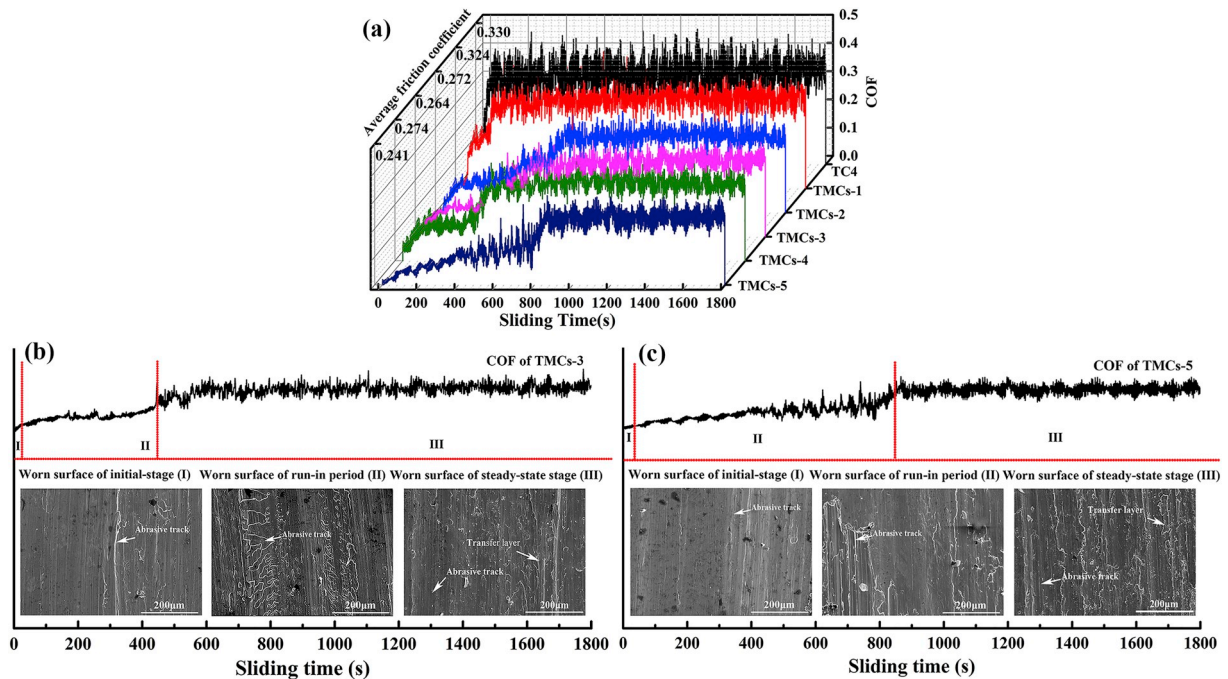 (a)
Average friction coefficient
0.330
0.324
0.272
0.264
0.274
0.241
0.5
0.4
0.3
0.2
0.1
0.0
COF
TC4
TMCs-1
TMCs-2
TMCs-3
TMCs-4
TMCs-5
0 200 400 600 800 1000 1200 1400 1600 1800
Sliding Time(s)
(b)
COF of TMCs-3
I II III
Worn surface of initial-stage (I) Worn surface of run-in period (II) Worn surface of steady-state stage (III)
Abrasive track
200μm
Abrasive track
200μm
Transfer layer
Abrasive track
200μm
0 200 400 600 800 1000 1200 1400 1600 1800
Sliding time (s)
(c)
COF of TMCs-5
I II III
Worn surface of initial-stage (I) Worn surface of run-in period (II) Worn surface of steady-state stage (III)
Abrasive track
200μm
Abrasive track
200μm
Transfer layer
Abrasive track
200μm
0 200 400 600 800 1000 1200 1400 1600 1800
Sliding time (s)